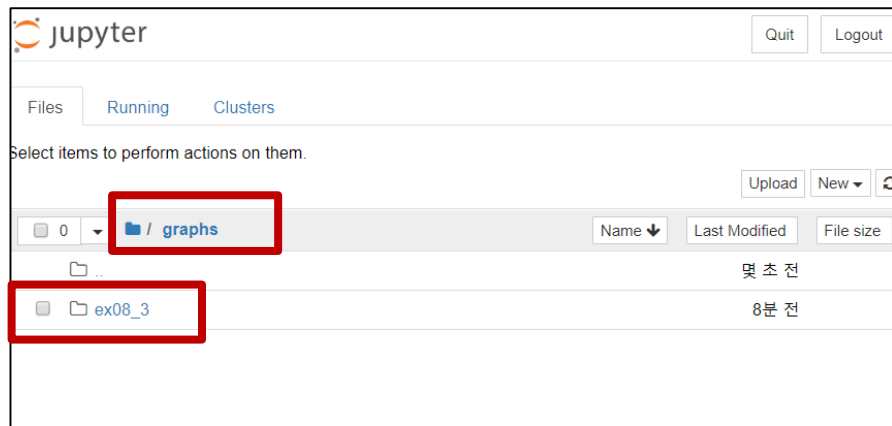 jupyter
Quit Logout
Files Running Clusters
Select items to perform actions on them.
Upload New
0 / graphs Name Last Modified File size
.. 몇 초 전
ex08_3 8분 전